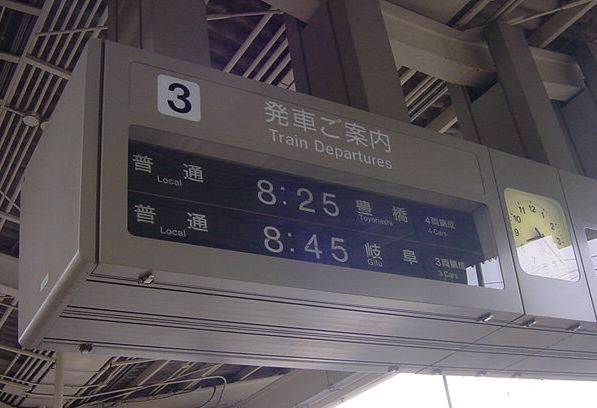 3
発車ご案内
Train Departures
普通 8:25 豊橋 4両編成
Local Toyohashi 4 Cars
普通 8:45 岐阜 3両編成
Local Gifu 3 Cars